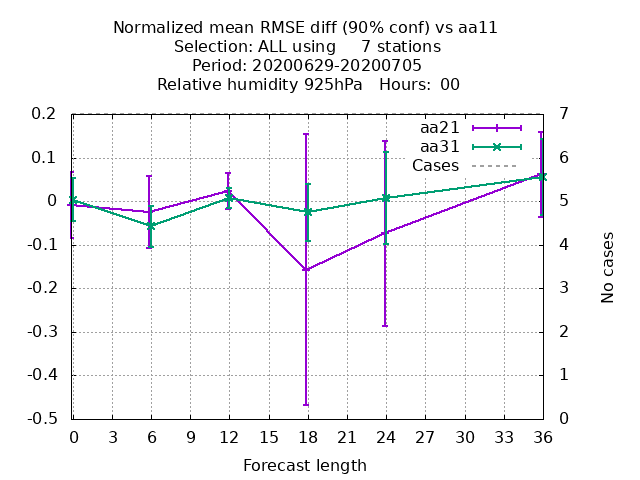 Normalized mean RMSE diff (90% conf) vs aa11
Selection: ALL using     7 stations
Period: 20200629-20200705
Relative humidity 925hPa   Hours:  00
0.2
0.1
0
-0.1
-0.2
-0.3
-0.4
-0.5
7
6
5
4
3
2
1
0
aa21
aa31
Cases
No cases
0 3 6 9 12 15 18 21 24 27 30 33 36
Forecast length